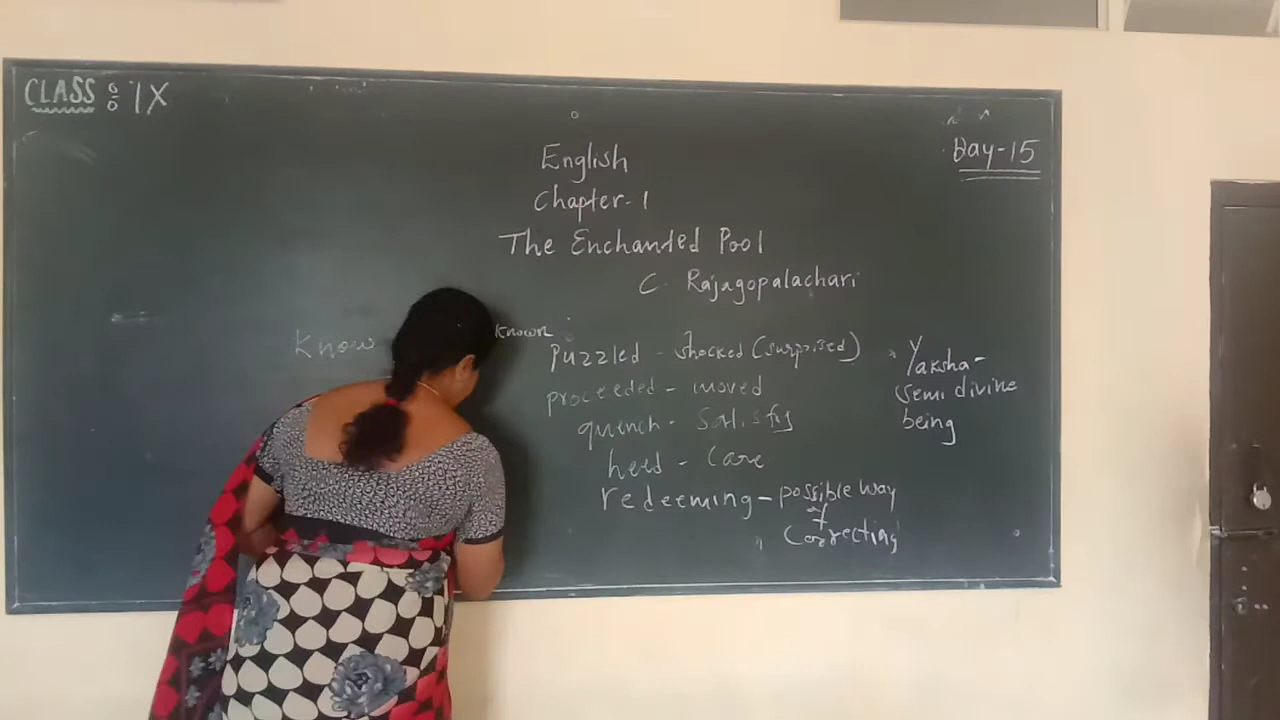 CLASS : IX
Day-15
English
Chapter-1
The Enchanted Pool
C. Rajagopalachari
Know
Known
Puzzled - shocked (surprised)
proceeded - moved
quench - Satisfy
heed - Care
redeeming - possible way
of
Correcting
Yaksha -
Semi divine
being